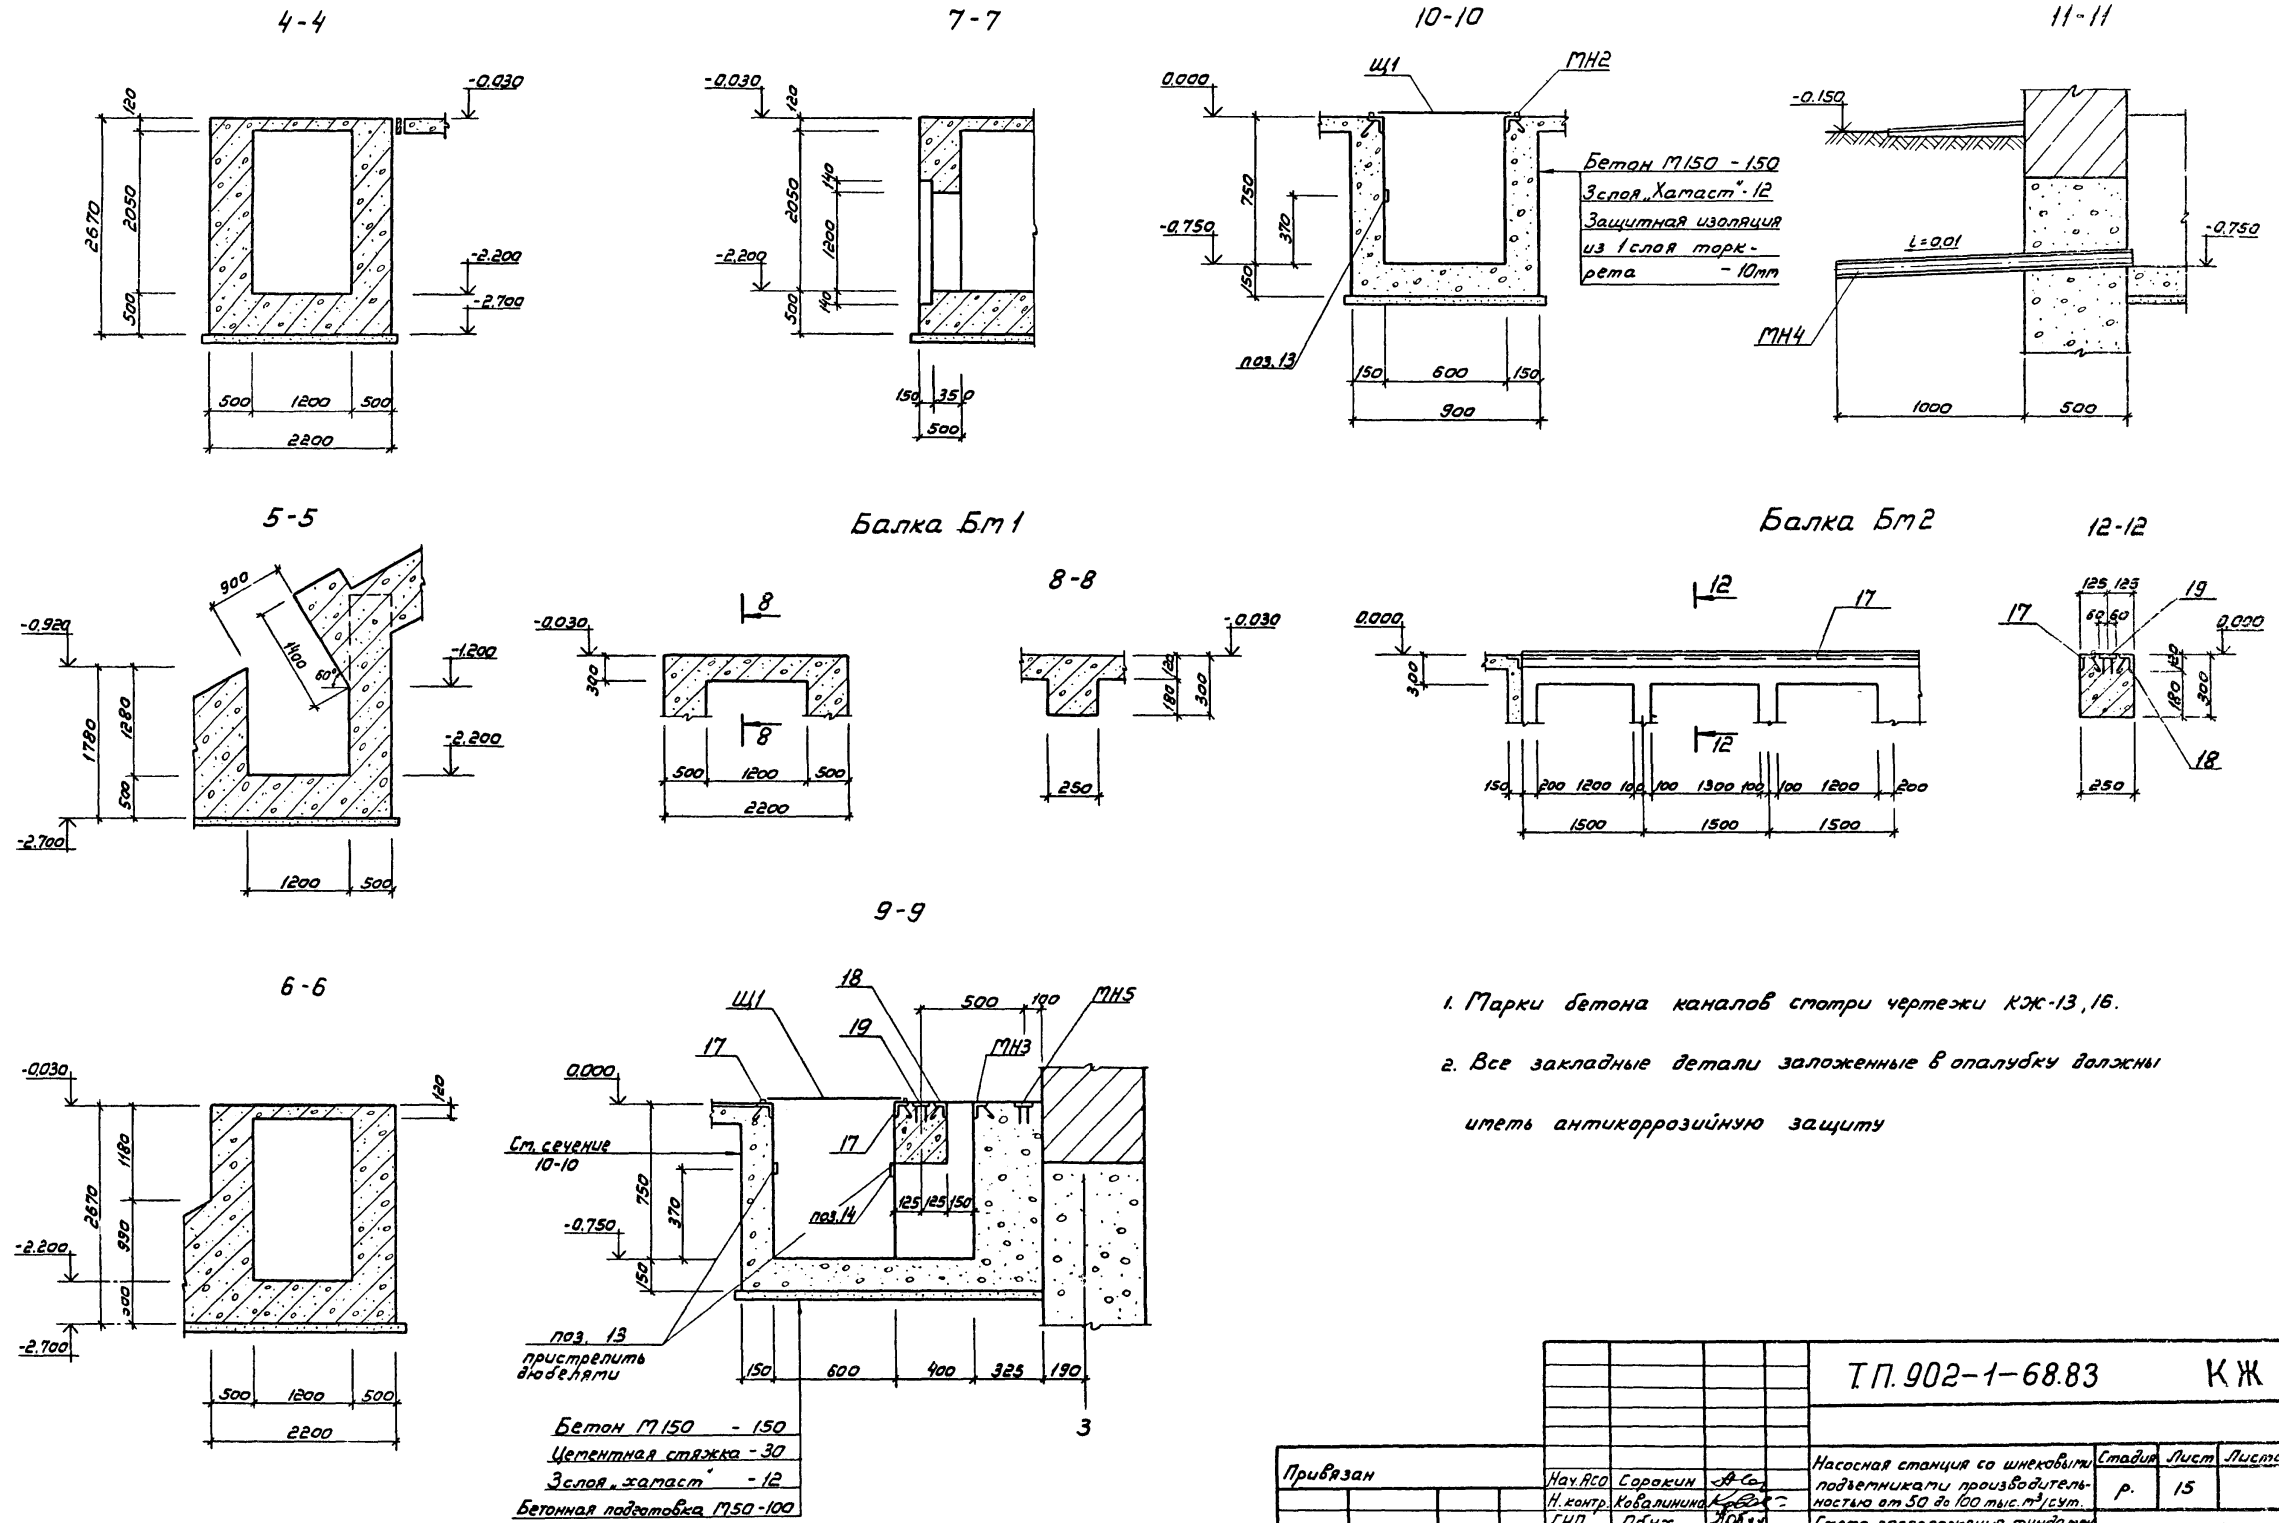 4-4
-0.030
120
2670
2050
500
-2.200
-2.700
500 1200 500
2200
7-7
-0.030
120
2050
140
1200
140
500
-2.200
150 350
500
10-10
0.000
Щ1
МН2
750
370
-0.750
150
поз. 13
150 600 150
900
Бетон М150 - 150
3 слоя „Хамаст" - 12
Защитная изоляция
из 1 слоя торк-
рета - 10мм
11-11
-0.150
i=0.01
-0.750
МН4
1000 500
5-5
900
1400
60°
-0.920
1780
1280
500
-1.200
-2.200
-2.700
1200 500
Балка Бм1
8
-0.030
300
8
500 1200 500
2200
8-8
-0.030
120
180
300
250
Балка Бм2
12
17
0.000
300
12
150 200 1200 100 100 1300 100 100 1200 200
1500 1500 1500
12-12
125 125
19
17
60 60
0.000
120
180
300
18
250
6-6
-0.030
120
2670
1180
990
-2.200
-2.700
500 1200 500
2200
9-9
18
Щ1
500 100
МН5
19
17
МН3
0.000
17
См. сечение
10-10
750
370
125 125 150
поз. 14
-0.750
150
поз. 13
пристрелить
дюбелями
150 600 400 325 190
3
Бетон М150 - 150
Цементная стяжка - 30
3 слоя „хамаст" - 12
Бетонная подготовка М50-100
1. Марки бетона каналов смотри чертежи КЖ-13, 16.
2. Все закладные детали заложенные в опалубку должны
иметь антикоррозийную защиту
Т.П. 902-1-68.83 КЖ
Привязан
Нач.АСО Сорокин
Н.контр. Ковалинина
ГИП
Насосная станция со шнековыми
подъемниками производитель-
ностью от 50 до 100 тыс. м³/сут.
Стадия Лист
Р. 15